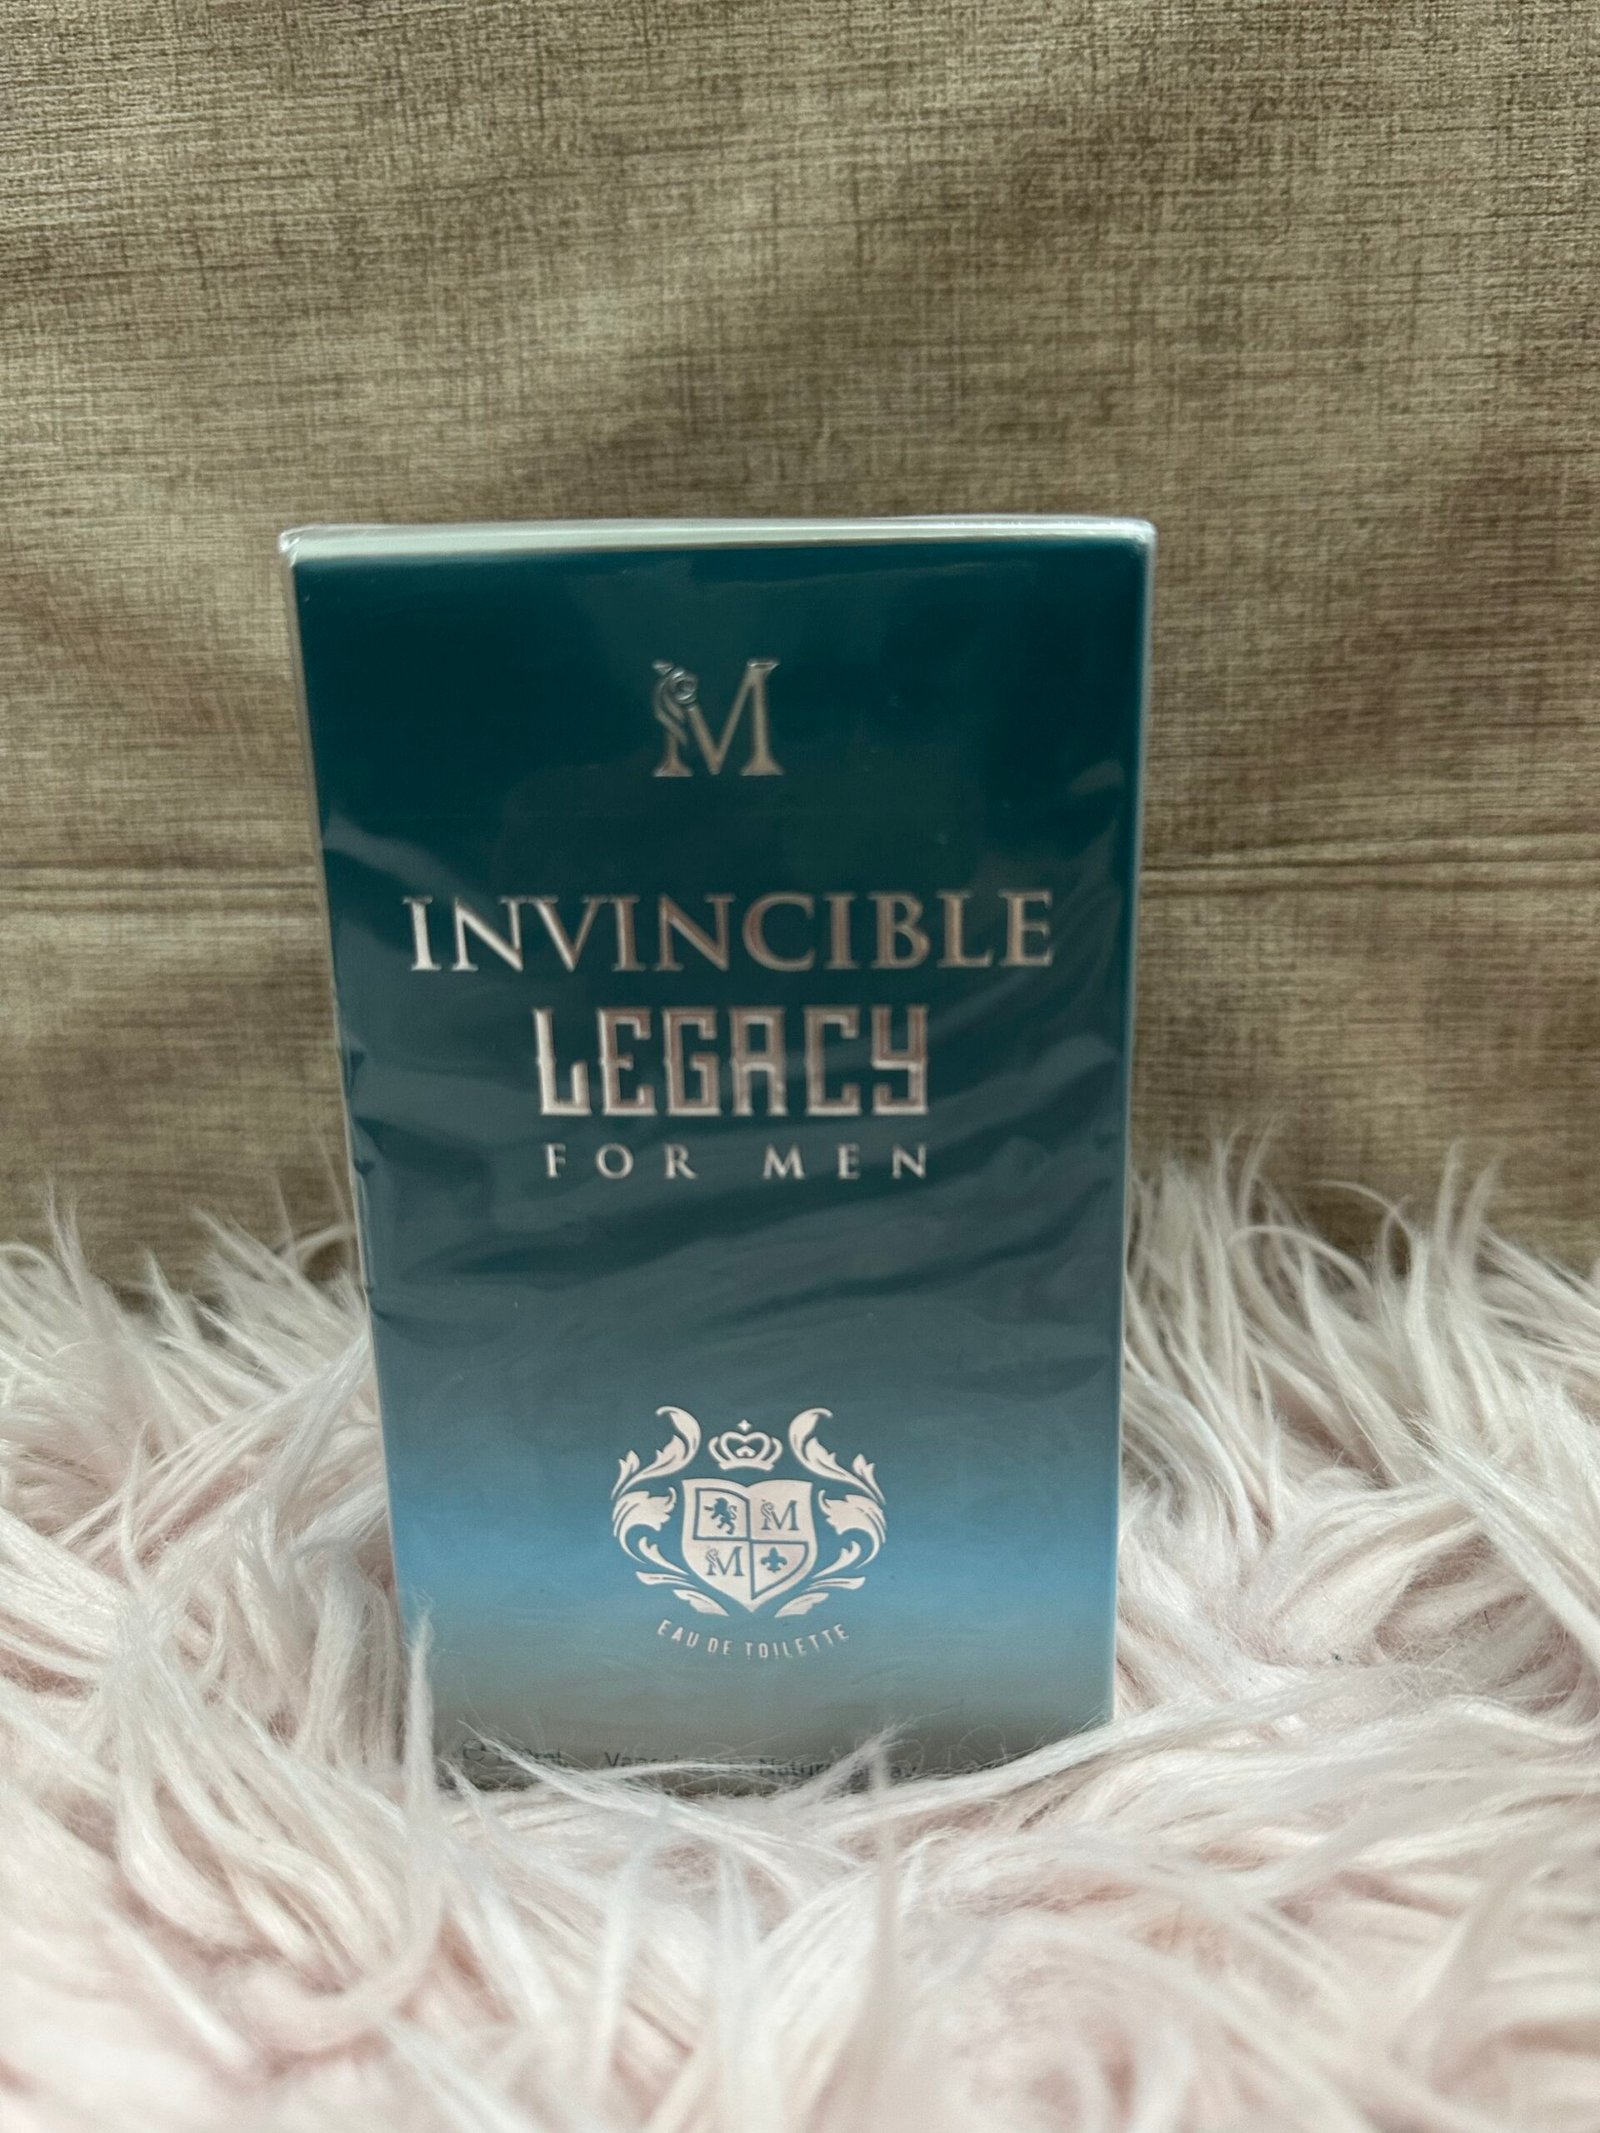 M
INVINCIBLE
LEGACY
FOR MEN
M
M
EAU DE TOILETTE